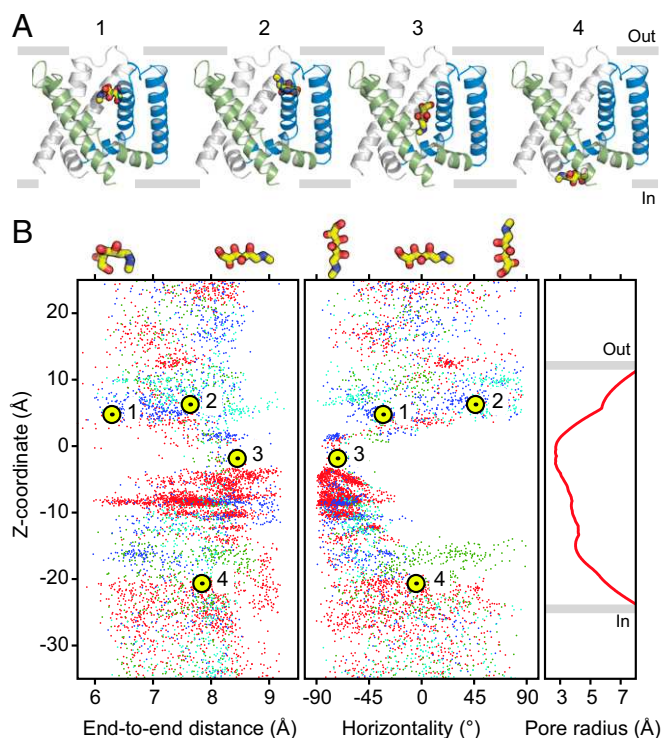 A
1 2 3 4
Out
In
B
20
10
0
-10
-20
-30
Z-coordinate (Å)
1
2
3
4
1
2
3
4
Out
In
6 7 8 9
-90 -45 0 45 90
3 5 7
End-to-end distance (Å)
Horizontality (°)
Pore radius (Å)